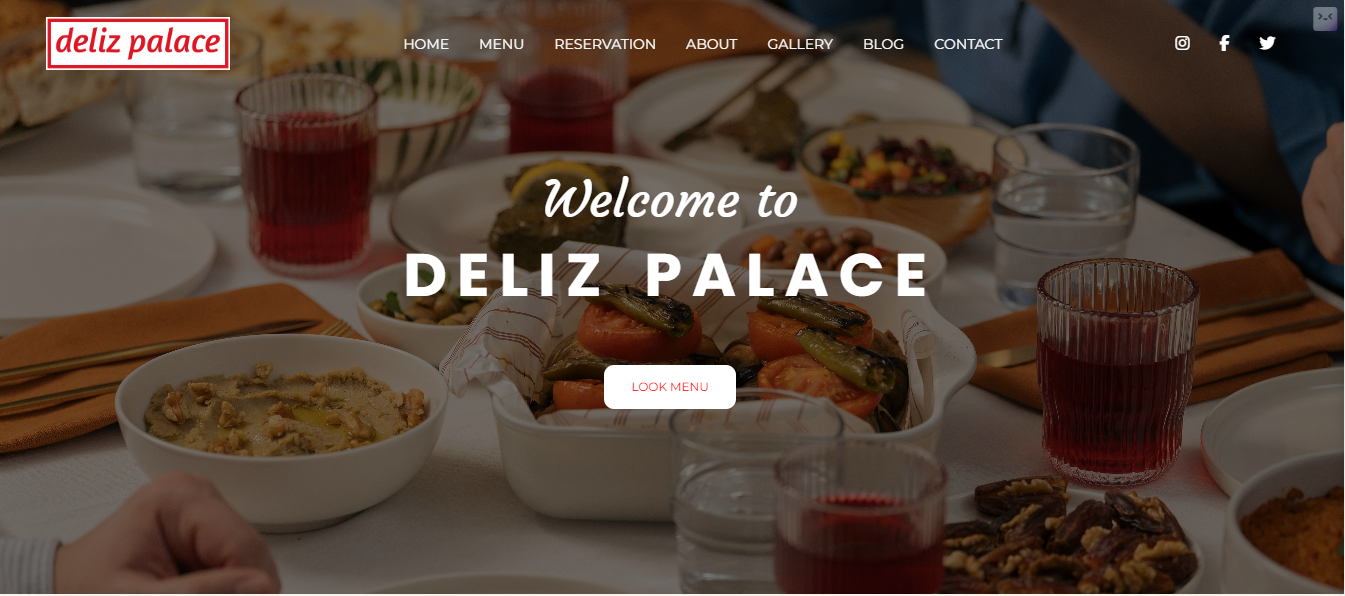 deliz palace
HOME MENU RESERVATION ABOUT GALLERY BLOG CONTACT
Welcome to
DELIZ PALACE
LOOK MENU